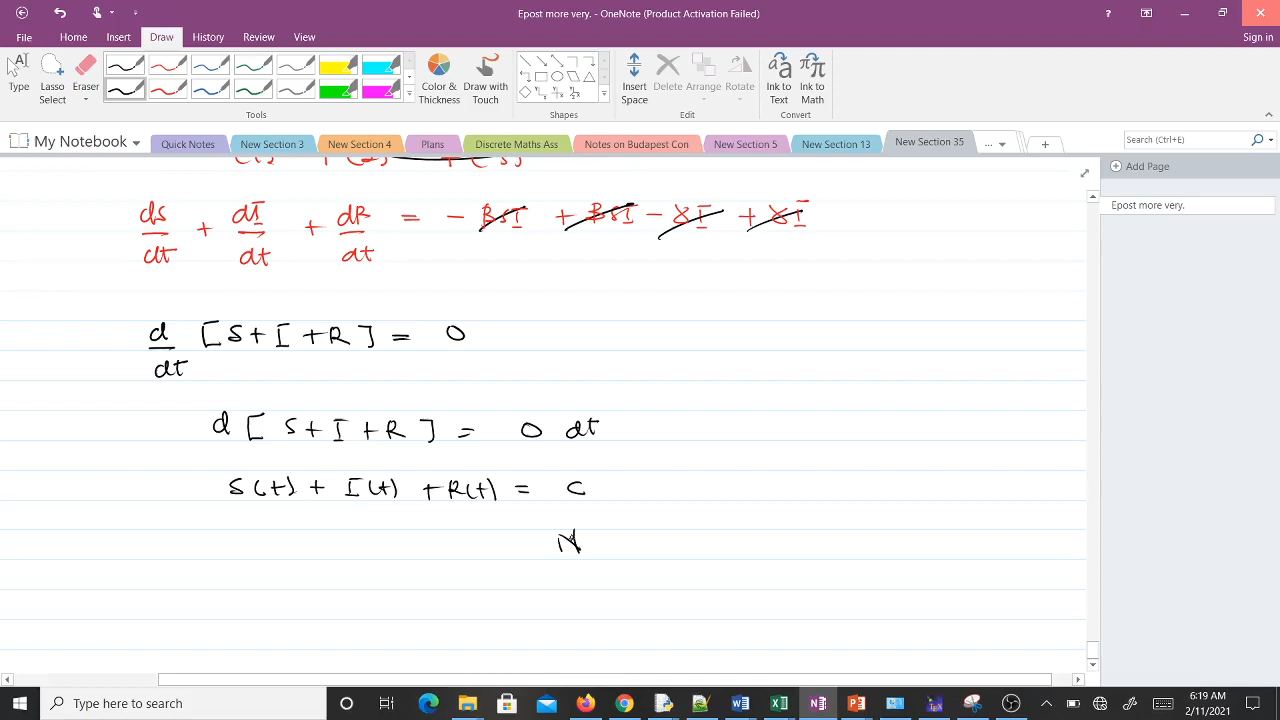 Epost more very. - OneNote (Product Activation Failed)
File Home Insert Draw History Review View
Sign in
Type Lasso Select Eraser Color & Thickness Draw with Touch Insert Space Delete Arrange Rotate Ink to Text Ink to Math
Tools Shapes Edit Convert
My Notebook Quick Notes New Section 3 New Section 4 Plans Discrete Maths Ass Notes on Budapest Con New Section 5 New Section 13 New Section 35 ... Search (Ctrl+E)
Add Page
Epost more very.
dS/dt + dI/dt + dR/dt = - βSI + βSI - γI + γI
d/dt [S+I+R] = 0
d [S+I+R] = 0 dt
S(t) + I(t) + R(t) = C
N
Type here to search
6:19 AM
2/11/2021